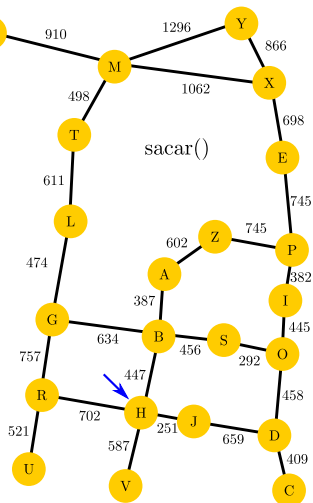 1296
Y
910
866
M
X
1062
498
698
T
sacar()
E
611
745
L
Z
745
602
P
474
A
382
387
I
G
634
B
445
456
S
292
O
757
447
R
458
702
H
251
J
659
D
521
587
409
U
V
C